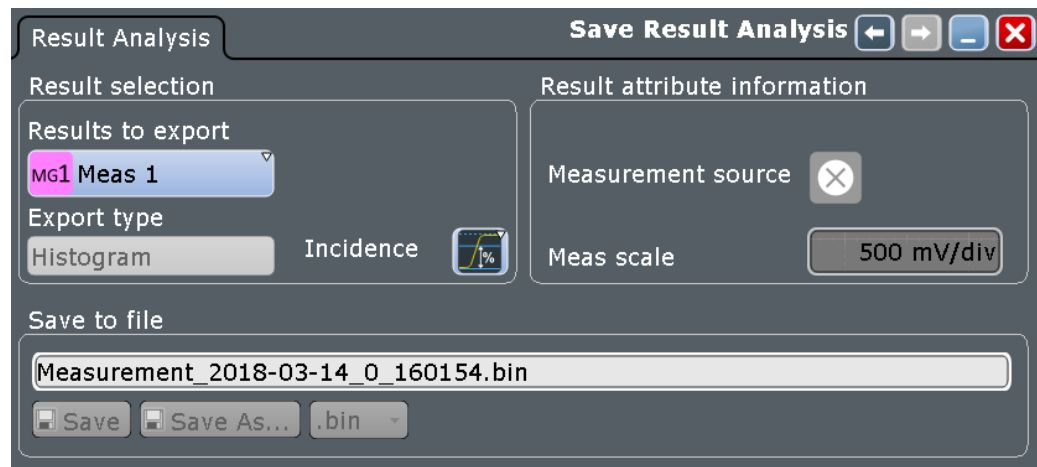 Result Analysis
Save Result Analysis
Result selection
Results to export
MG1 Meas 1
Export type
Histogram
Incidence
%
Result attribute information
Measurement source
Meas scale
500 mV/div
Save to file
Measurement_2018-03-14_0_160154.bin
Save
Save As...
.bin